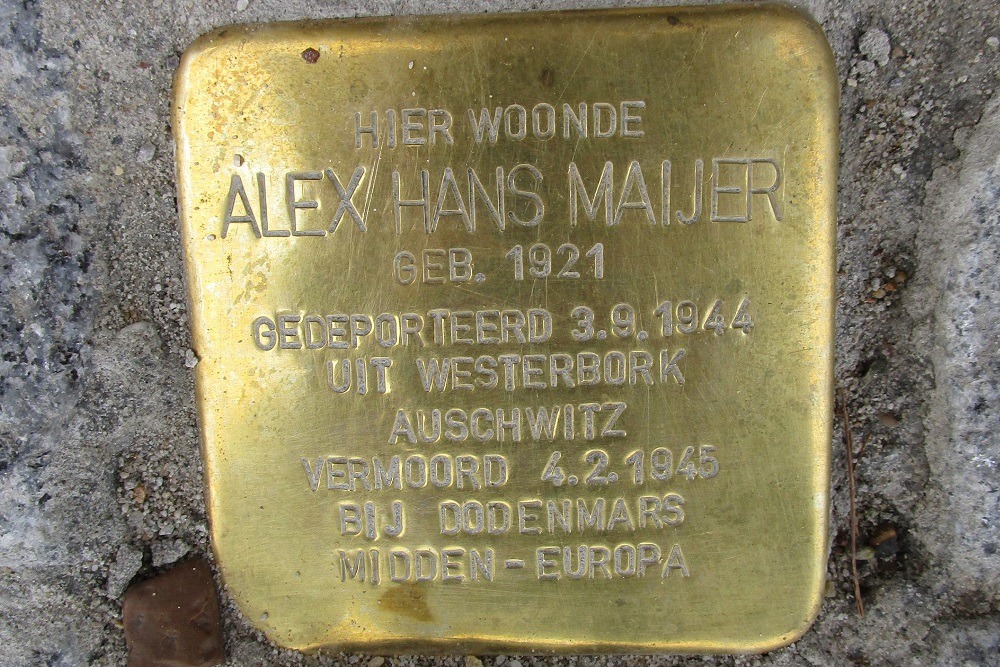 HIER WOONDE
ALEX HANS MAIJER
GEB. 1921
GEDEPORTEERD 3.9.1944
UIT WESTERBORK
AUSCHWITZ
VERMOORD 4.2.1945
BIJ DODENMARS
MIDDEN - EUROPA